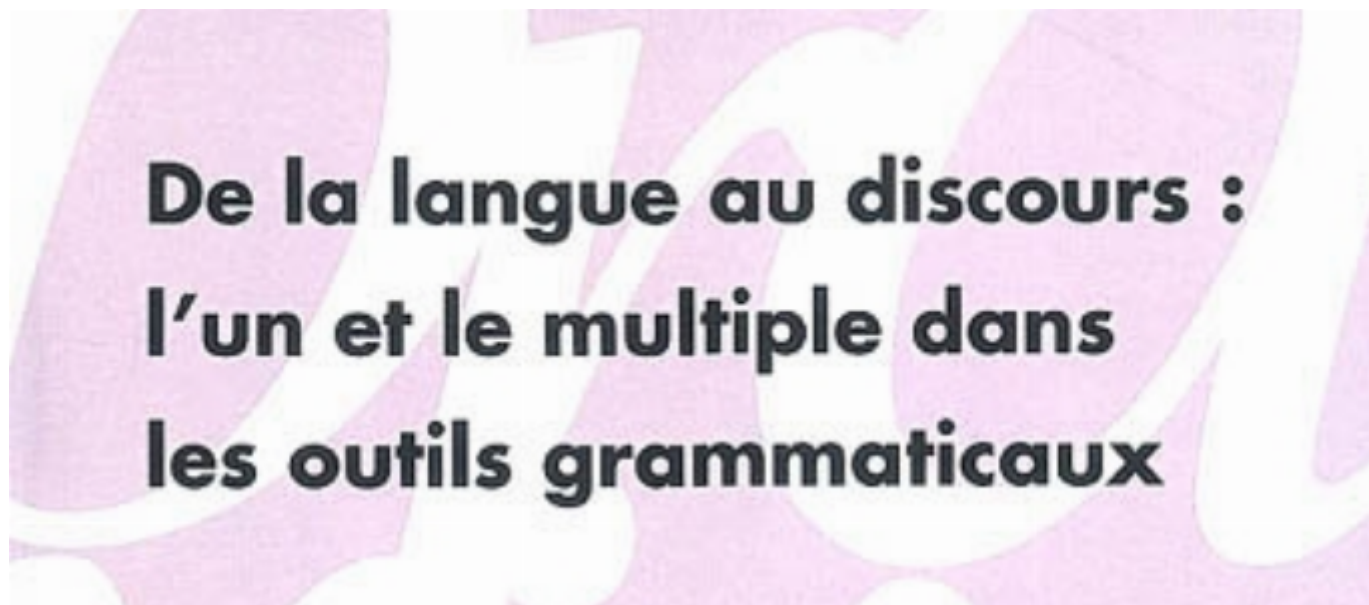 De la langue au discours :
l'un et le multiple dans
les outils grammaticaux